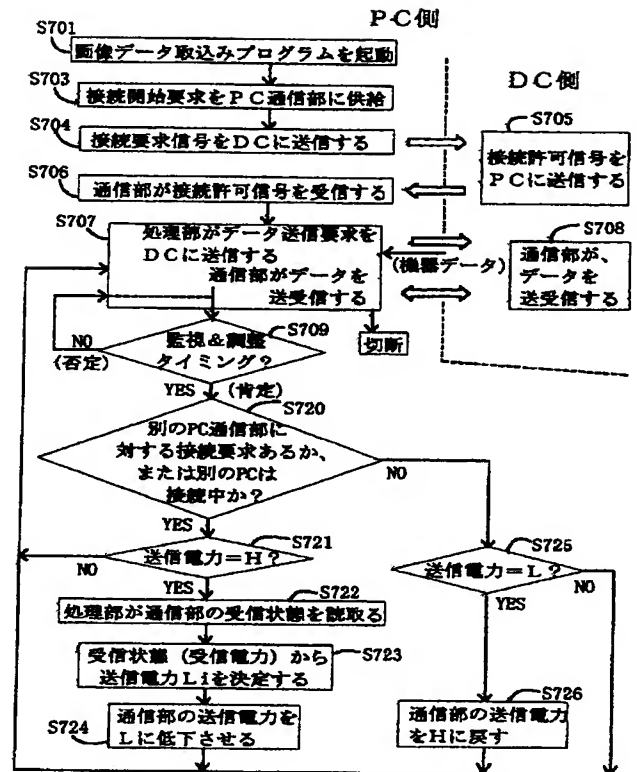 PC側
S701
画像データ取込みプログラムを起動
DC側
S703
接続開始要求をPC通信部に供給
S704
接続要求信号をDCに送信する
S705
接続許可信号を
PCに送信する
S706
通信部が接続許可信号を受信する
S707
処理部がデータ送信要求を
DCに送信する
通信部がデータを
送受信する
(機器データ)
S708
通信部が、
データを
送受信する
切断
S709
監視&調整
タイミング?
NO
(否定)
YES
(肯定)
S720
別のPC通信部に
対する接続要求あるか、
または別のPCは
接続中か?
NO
YES
S721
送信電力=H?
NO
YES
S725
送信電力=L?
NO
YES
S722
処理部が通信部の受信状態を読取る
S723
受信状態(受信電力)から
送信電力Liを決定する
S724
通信部の送信電力を
Lに低下させる
S726
通信部の送信電力
をHに戻す